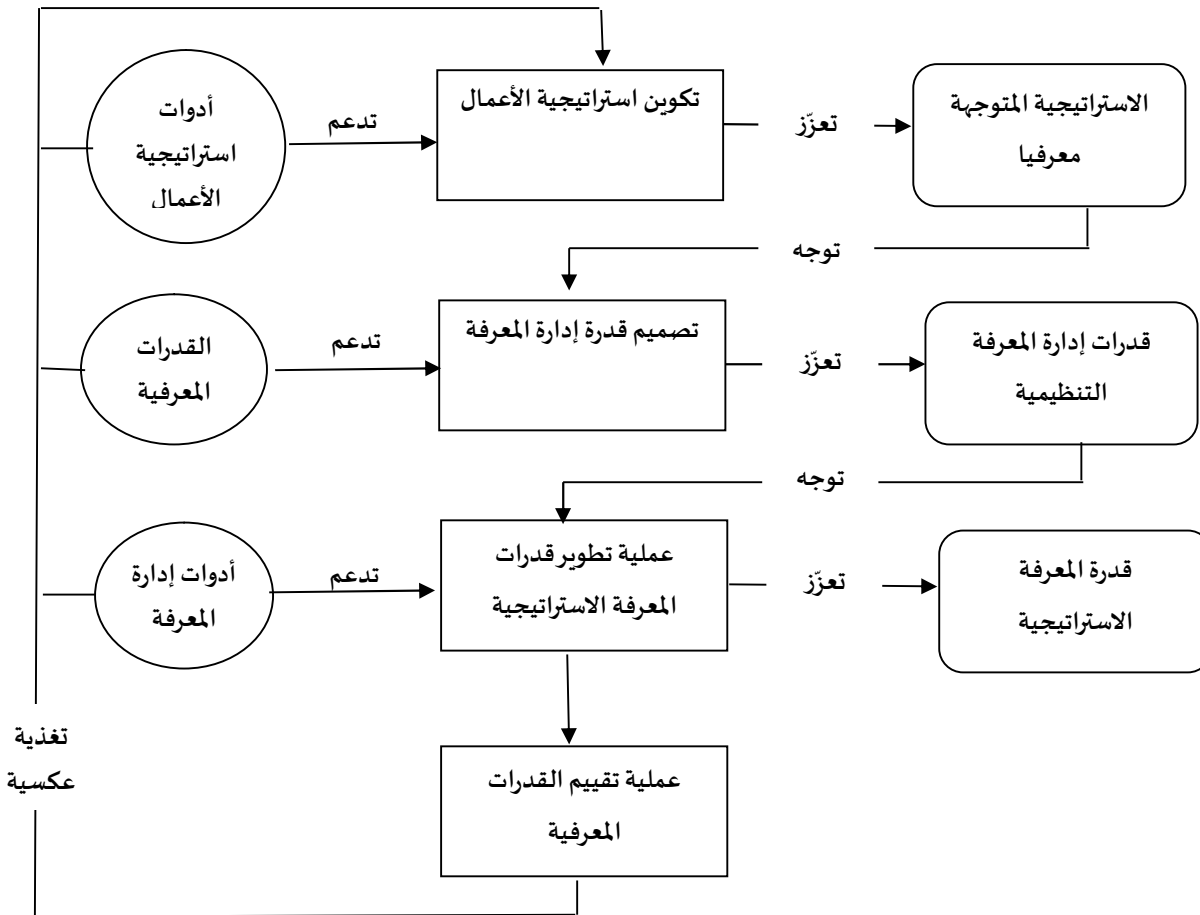 تكوين استراتيجية الأعمال
الاستراتيجية المتوجهة
معرفيا
أدوات
استراتيجية
الأعمال
تدعم
تعزّز
توجه
تصميم قدرة إدارة المعرفة
قدرات إدارة المعرفة
التنظيمية
القدرات
المعرفية
تدعم
تعزّز
توجه
عملية تطوير قدرات
المعرفة الاستراتيجية
قدرة المعرفة
الاستراتيجية
أدوات إدارة
المعرفة
تدعم
تعزّز
تغذية
عكسية
عملية تقييم القدرات
المعرفية